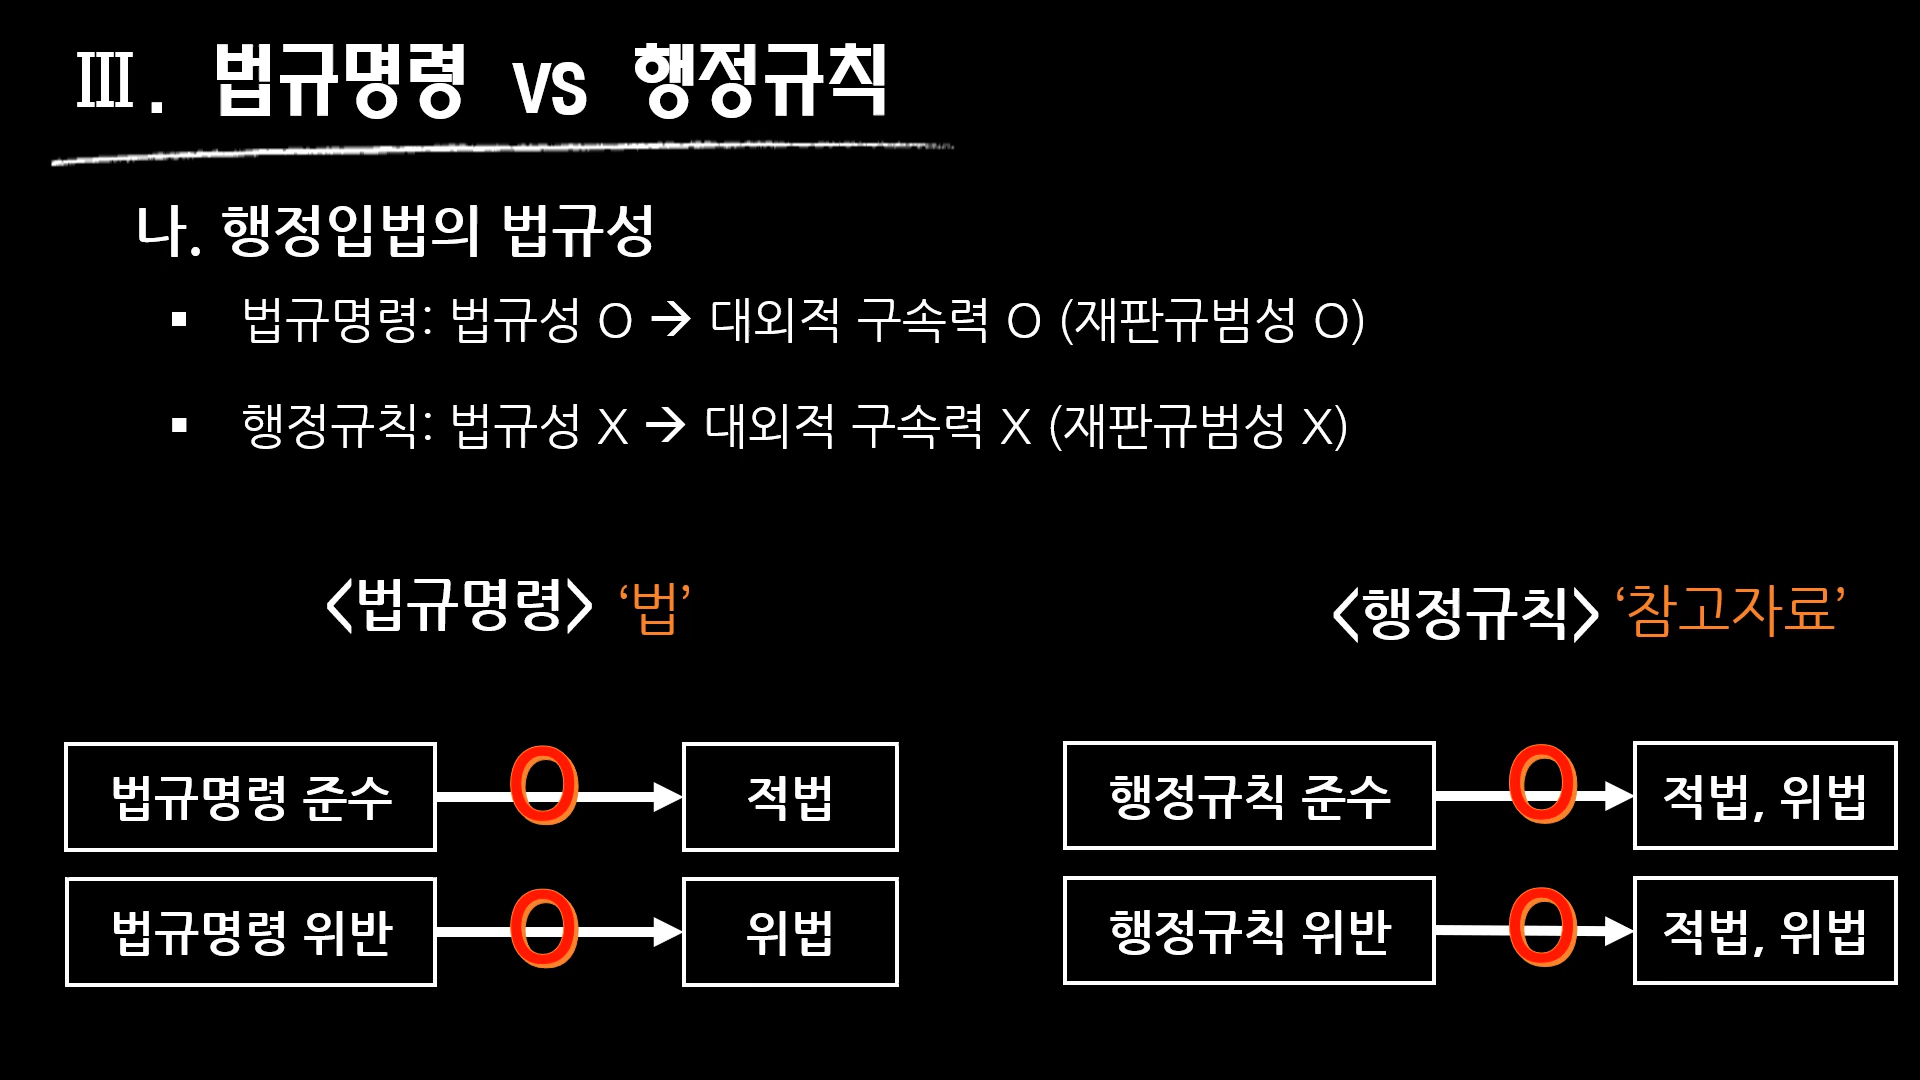 Ⅲ. 법규명령 vs 행정규칙
나. 행정입법의 법규성
▪ 법규명령: 법규성 O → 대외적 구속력 O (재판규범성 O)
▪ 행정규칙: 법규성 X → 대외적 구속력 X (재판규범성 X)
<법규명령> ‘법’
<행정규칙> ‘참고자료’
법규명령 준수 O 적법
행정규칙 준수 O 적법, 위법
법규명령 위반 O 위법
행정규칙 위반 O 적법, 위법